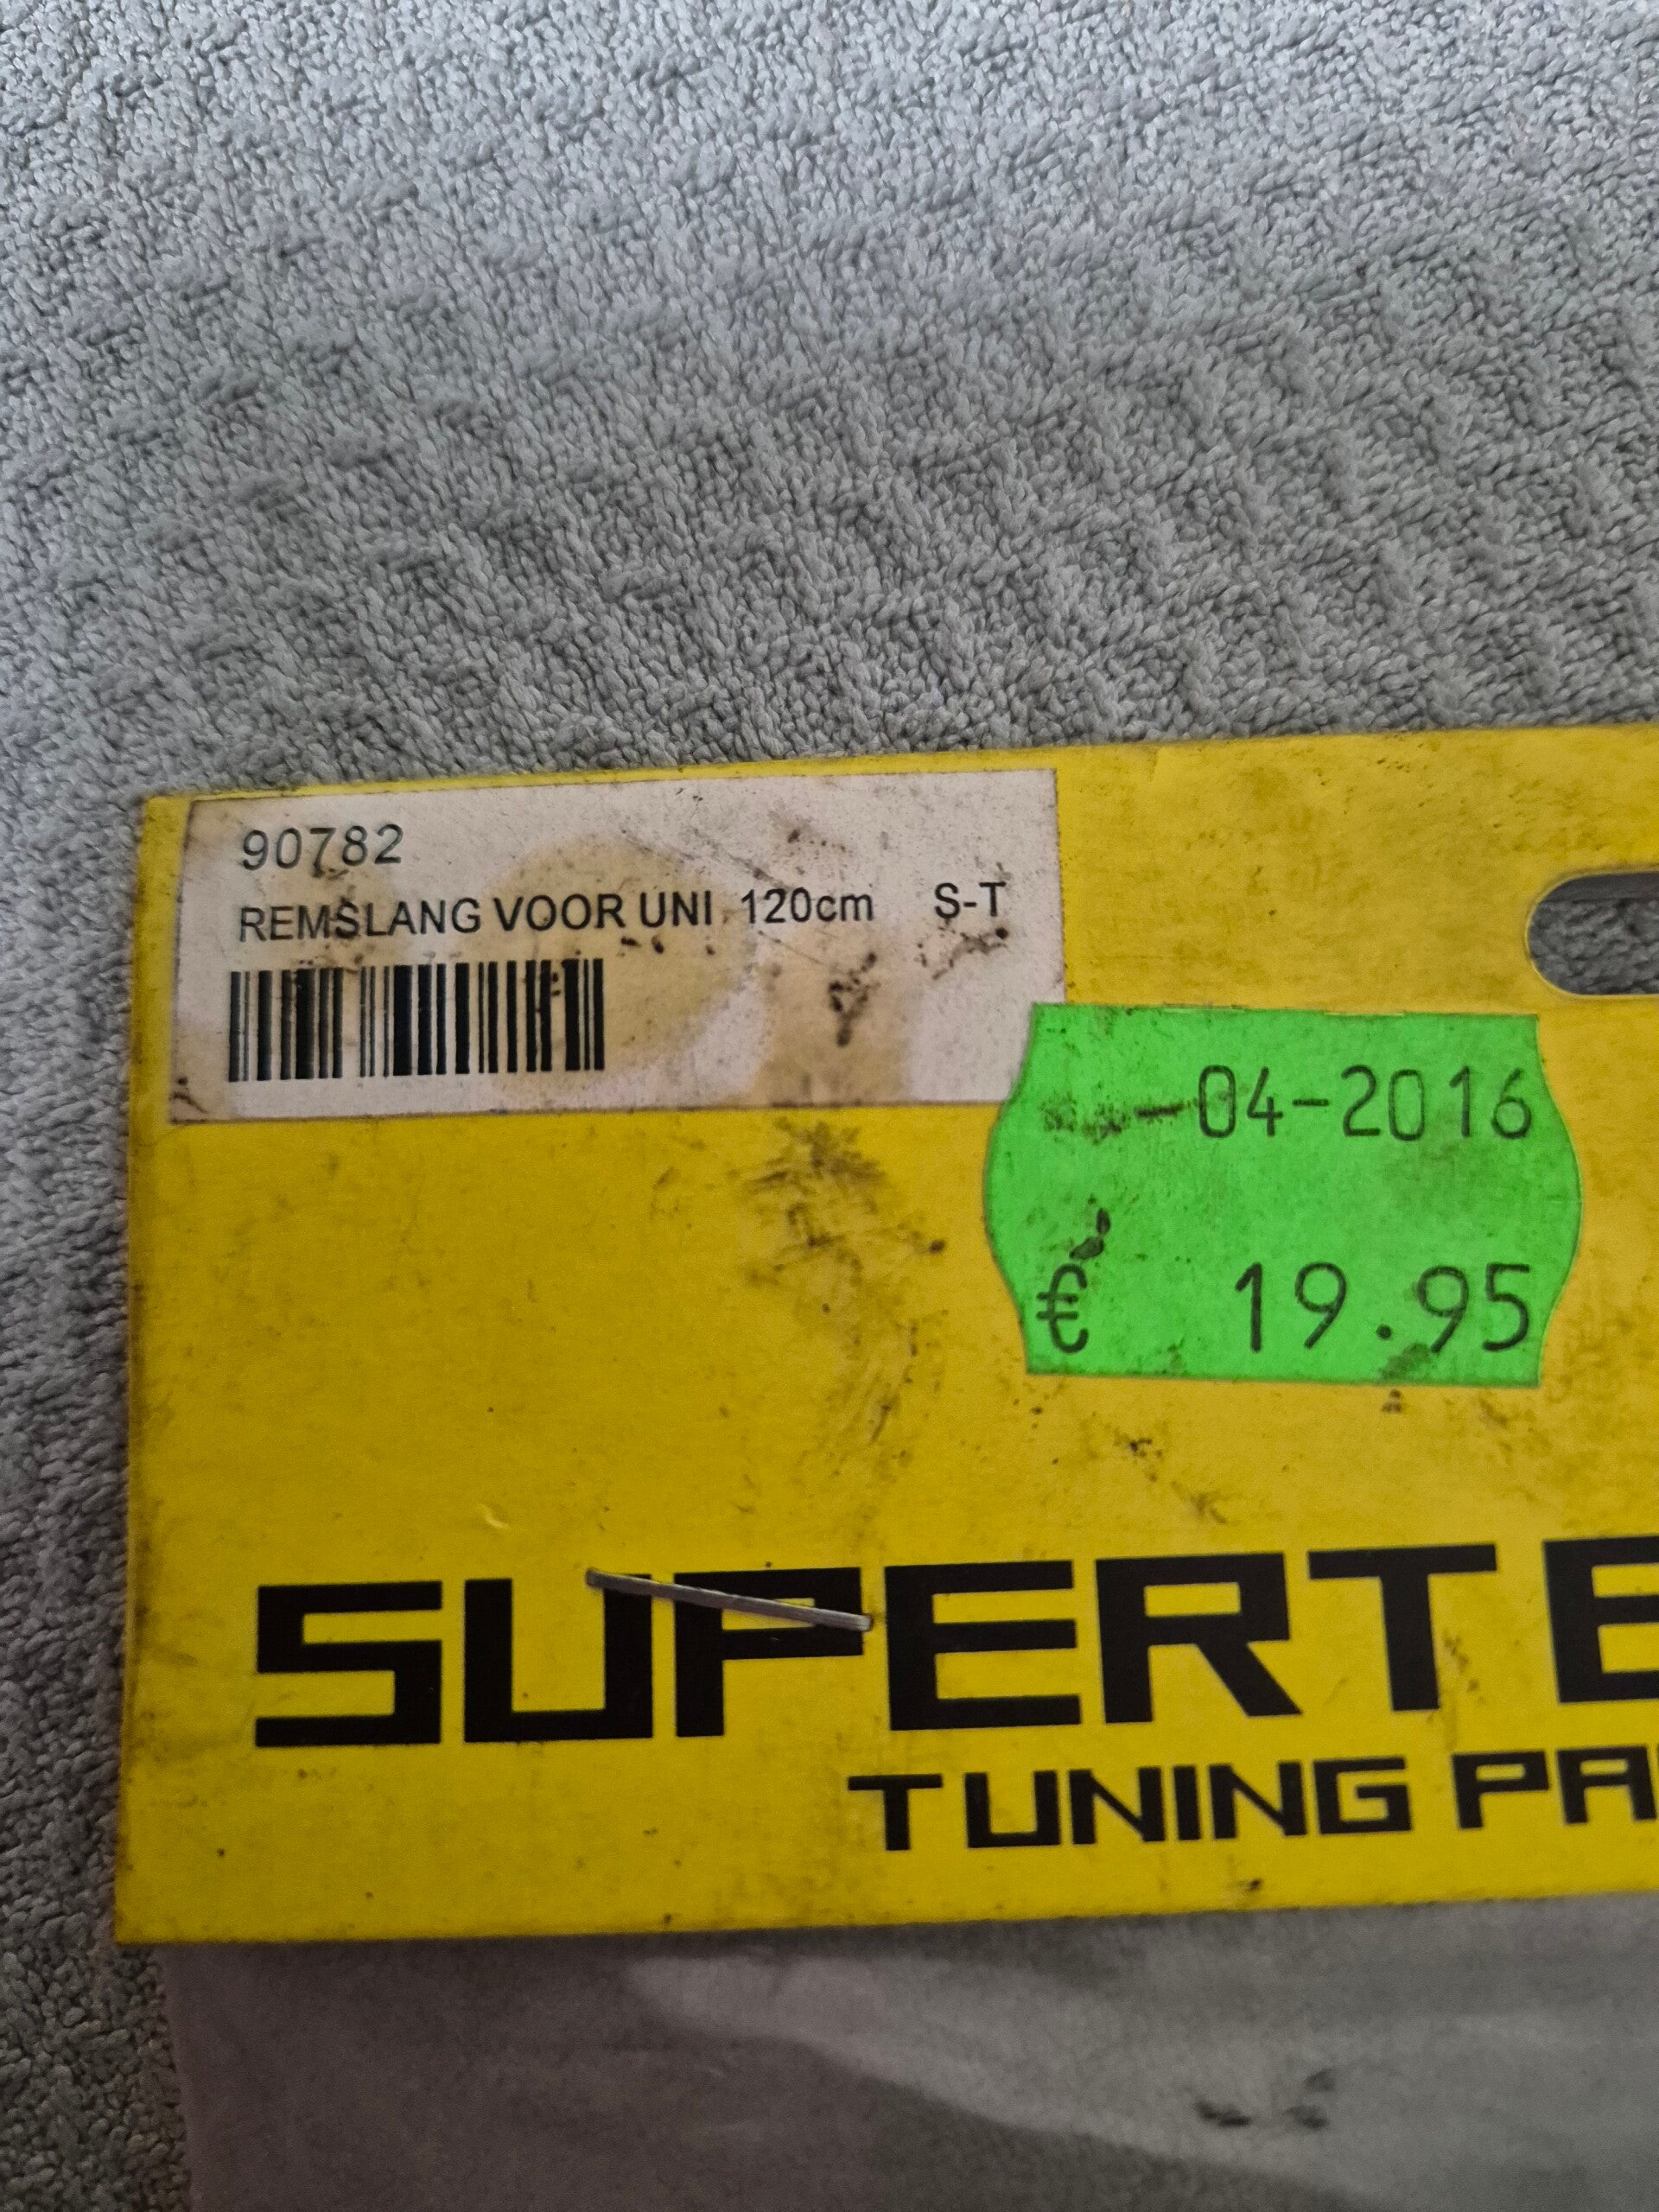 90782
REMSLANG VOOR UNI 120cm S-T
04-2016
€ 19.95
SUPERTE
TUNING PA